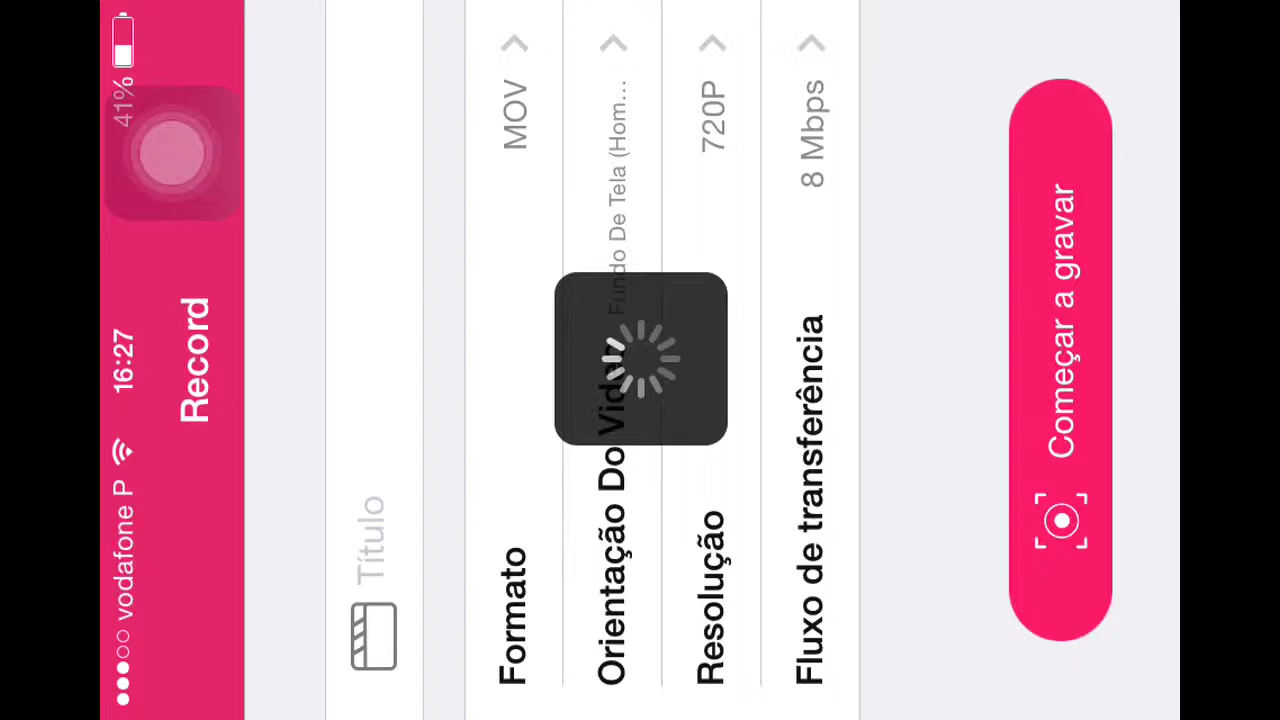 vodafone P 16:27 41%
Record
Título
Formato MOV
Orientação Do Video Fundo De Tela (Hom...
Resolução 720P
Fluxo de transferência 8 Mbps
Começar a gravar